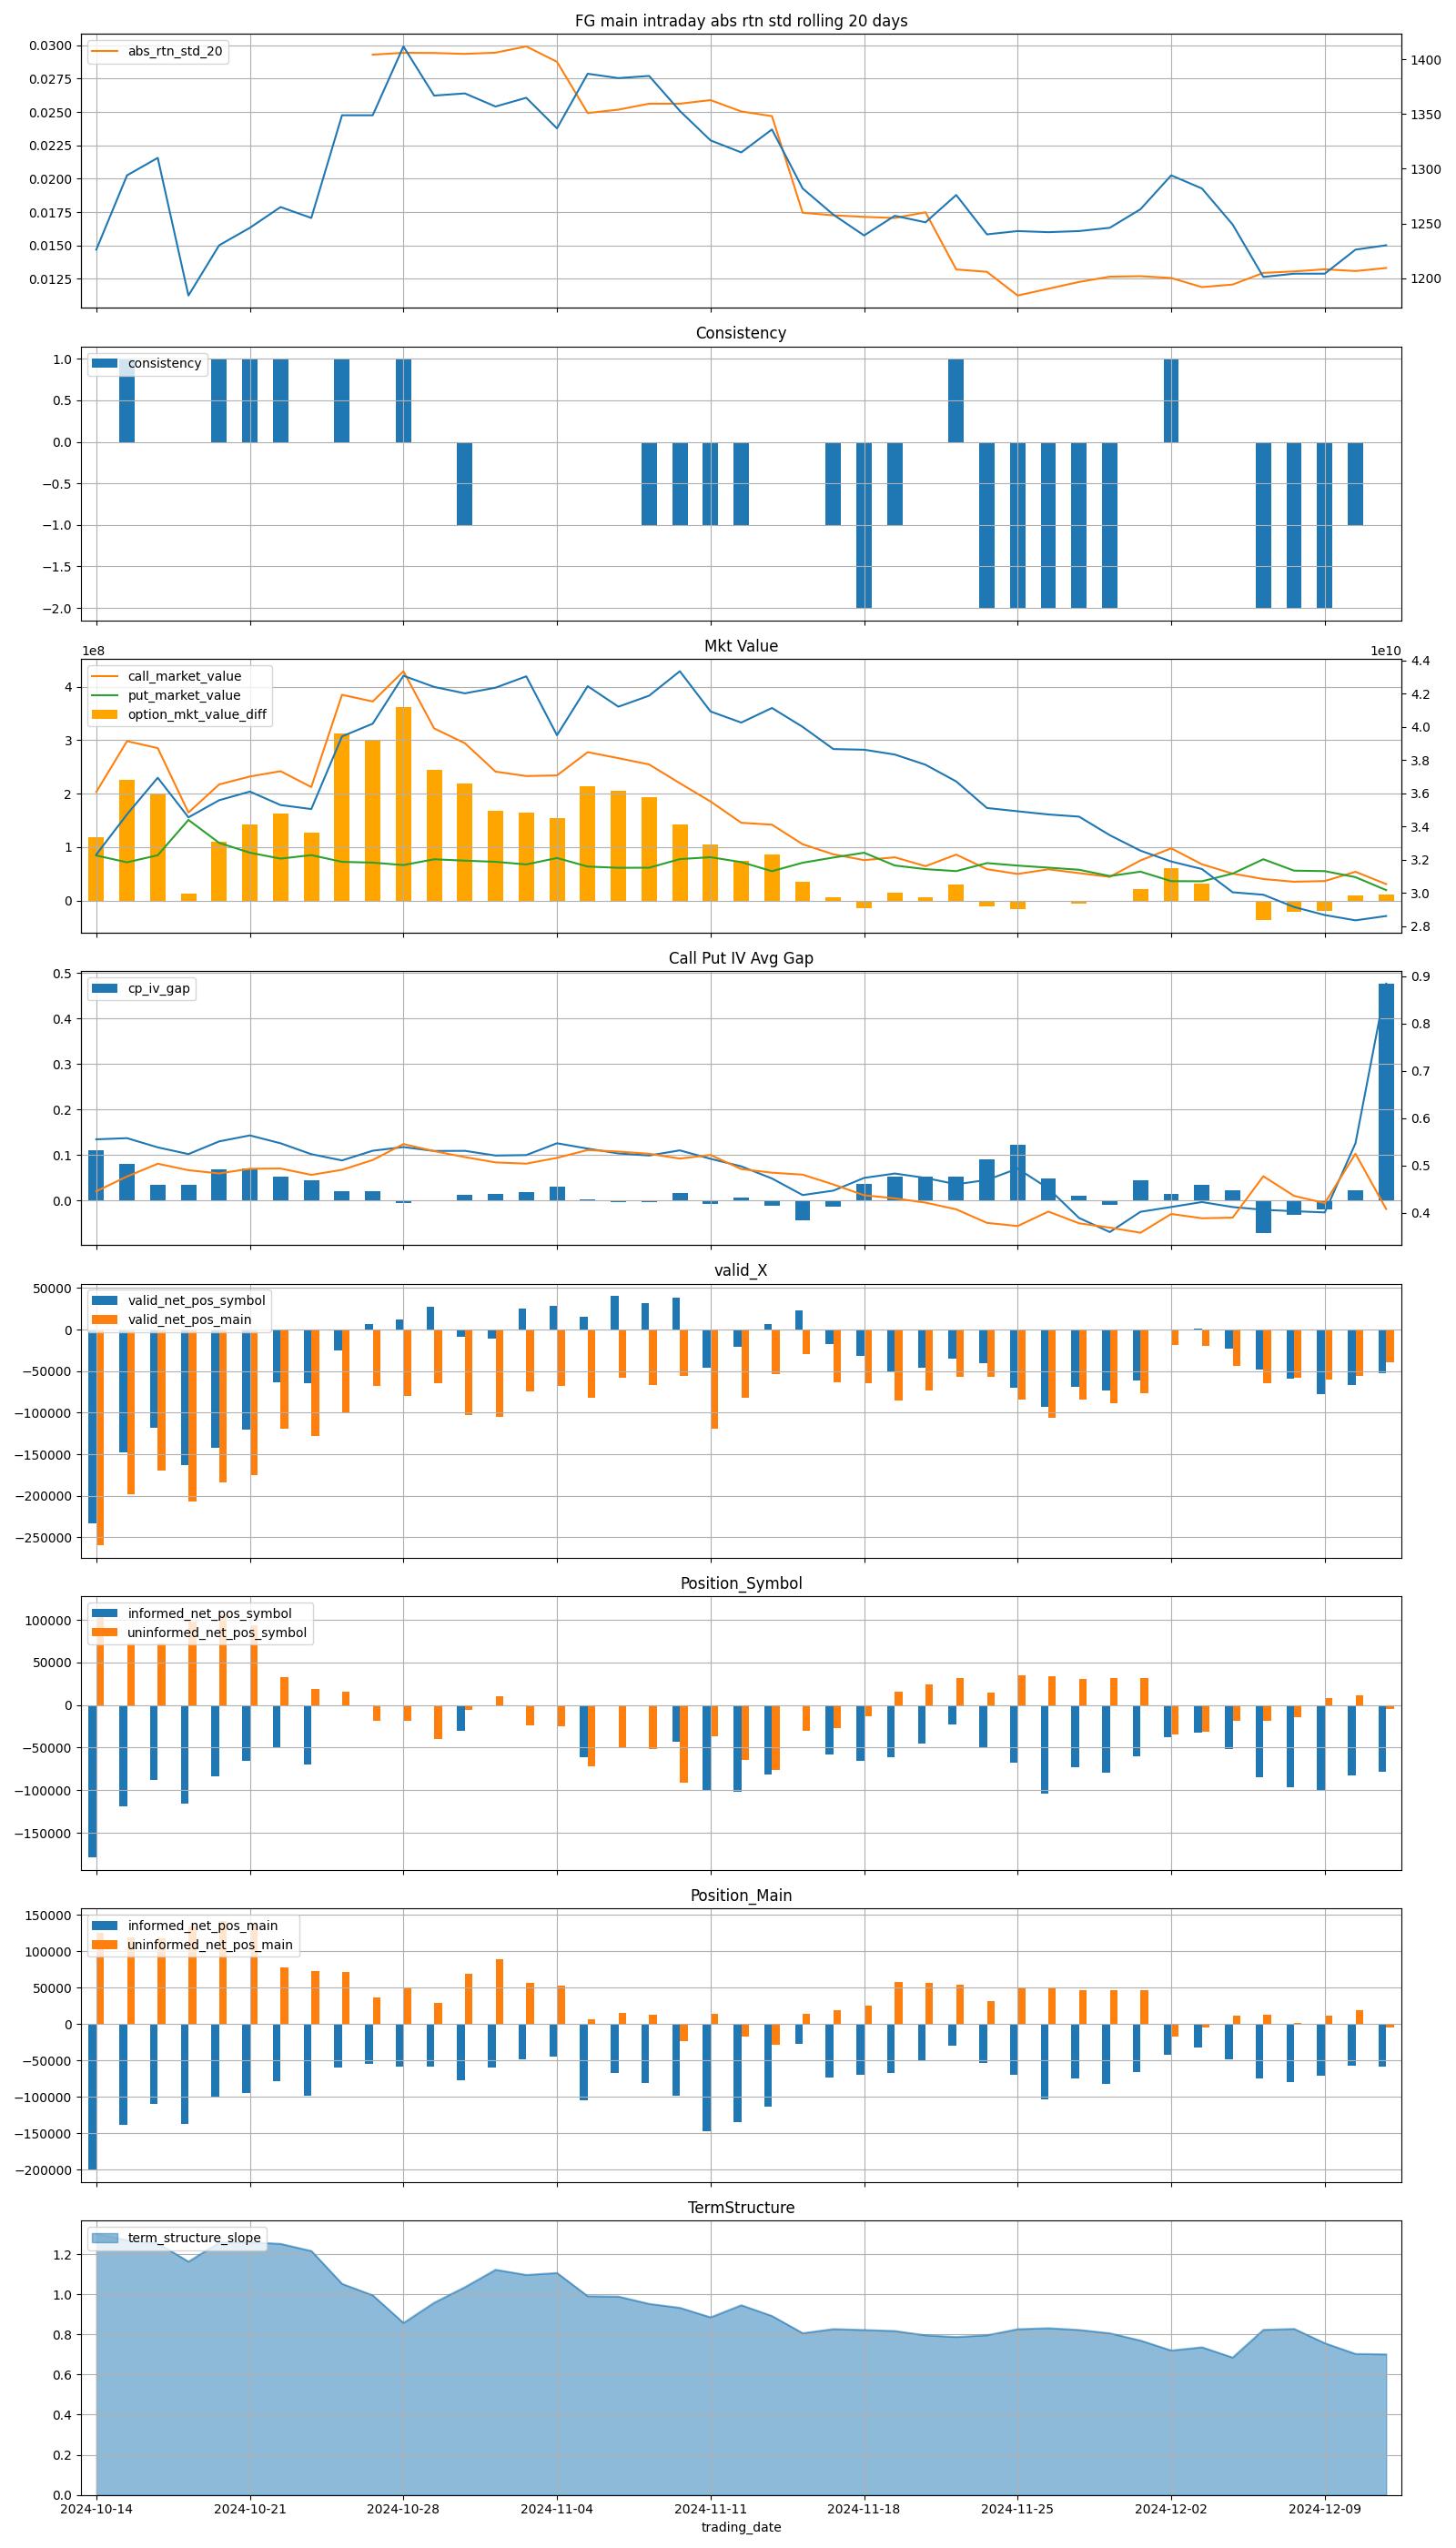 FG main intraday abs rtn std rolling 20 days
abs_rtn_std_20
0.0300
0.0275
0.0250
0.0225
0.0200
0.0175
0.0150
0.0125
1400
1350
1300
1250
1200
Consistency
consistency
1.0
0.5
0.0
−0.5
−1.0
−1.5
−2.0
Mkt Value
1e8
1e10
call_market_value
put_market_value
option_mkt_value_diff
4
3
2
1
0
4.4
4.2
4.0
3.8
3.6
3.4
3.2
3.0
2.8
Call Put IV Avg Gap
cp_iv_gap
0.5
0.4
0.3
0.2
0.1
0.0
0.9
0.8
0.7
0.6
0.5
0.4
valid_X
valid_net_pos_symbol
valid_net_pos_main
50000
0
−50000
−100000
−150000
−200000
−250000
Position_Symbol
informed_net_pos_symbol
uninformed_net_pos_symbol
100000
50000
0
−50000
−100000
−150000
Position_Main
informed_net_pos_main
uninformed_net_pos_main
150000
100000
50000
0
−50000
−100000
−150000
−200000
TermStructure
term_structure_slope
1.2
1.0
0.8
0.6
0.4
0.2
0.0
2024-10-14 2024-10-21 2024-10-28 2024-11-04 2024-11-11 2024-11-18 2024-11-25 2024-12-02 2024-12-09
trading_date